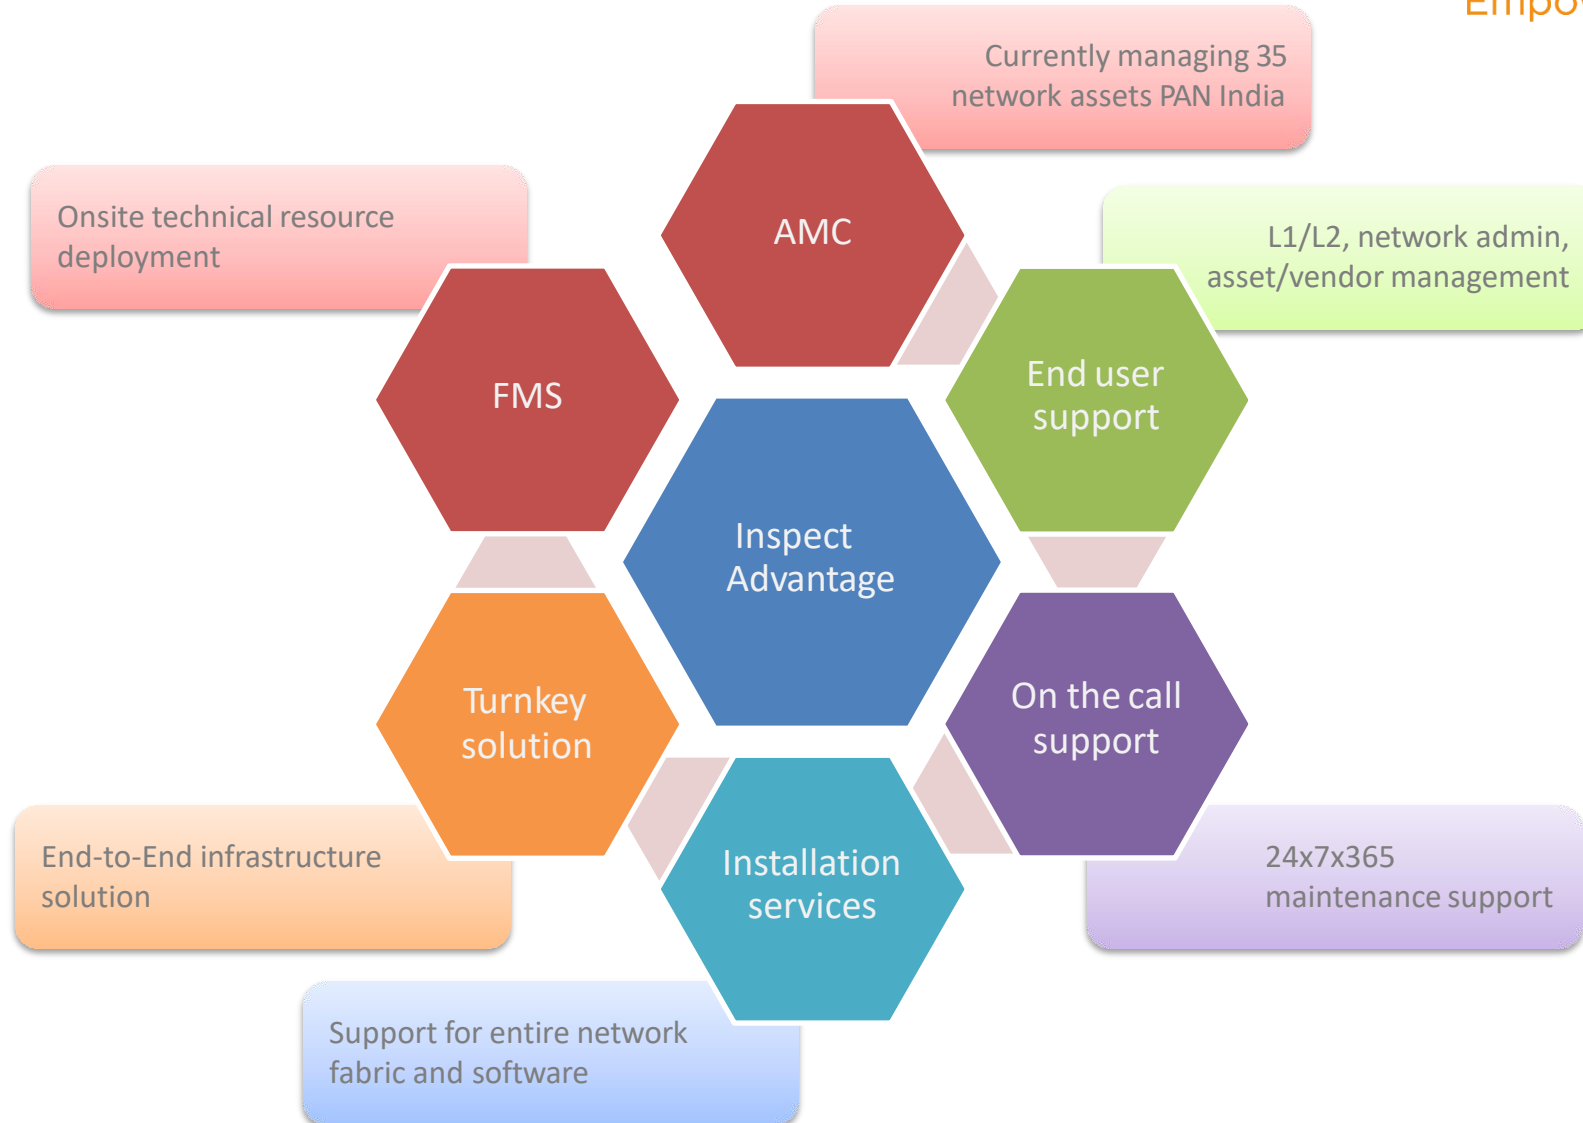 Currently managing 35
network assets PAN India
AMC
Onsite technical resource
deployment
L1/L2, network admin,
asset/vendor management
FMS
End user
support
Inspect
Advantage
Turnkey
solution
On the call
support
End-to-End infrastructure
solution
Installation
services
24x7x365
maintenance support
Support for entire network
fabric and software